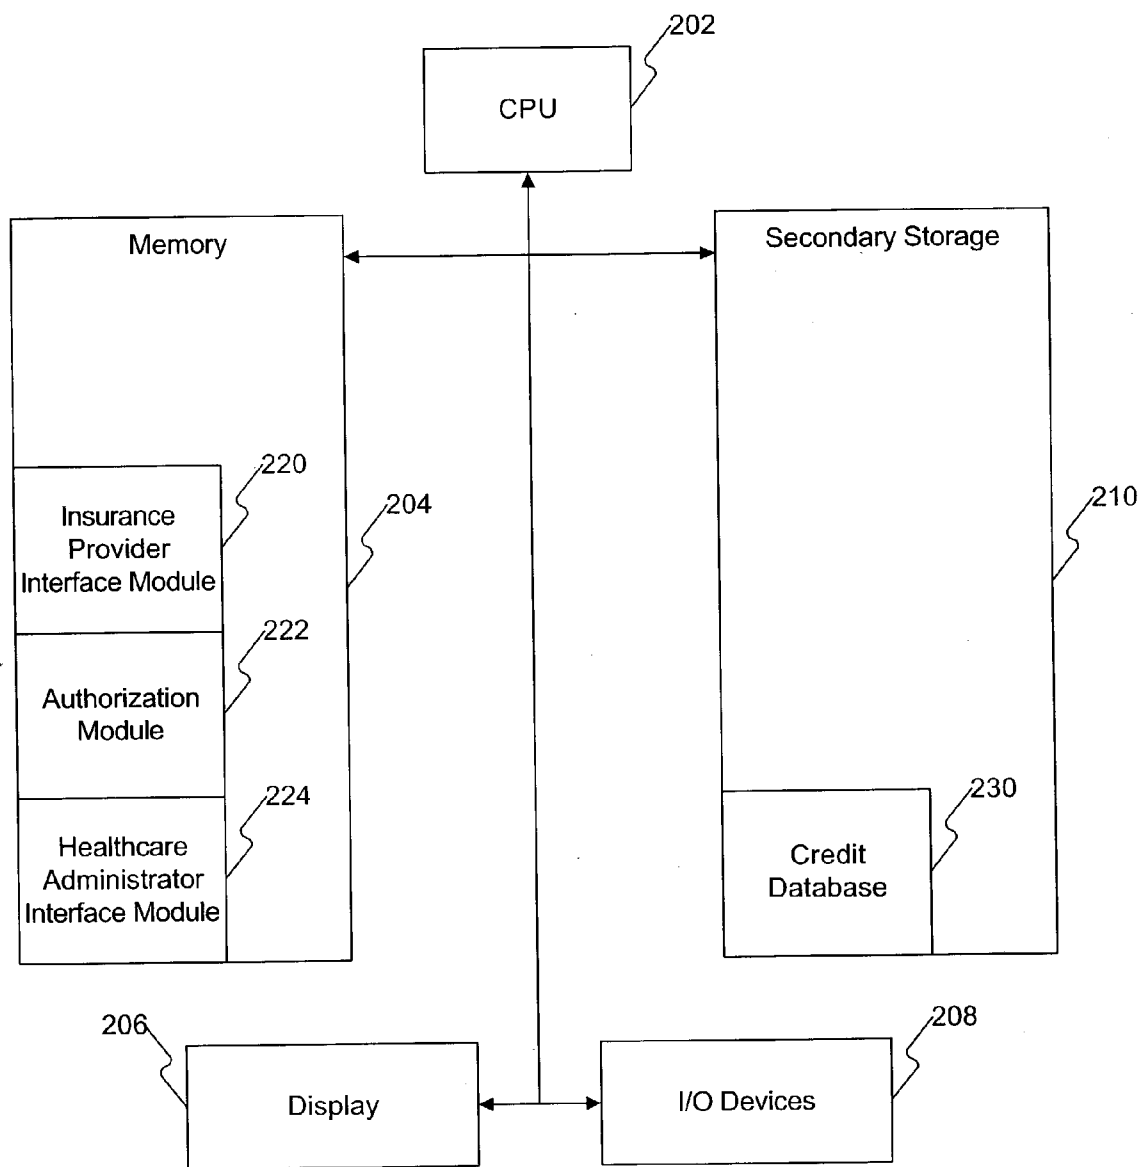 202
CPU
Memory
Secondary Storage
220
Insurance
Provider
Interface Module
204
210
222
Authorization
Module
224
Healthcare
Administrator
Interface Module
230
Credit
Database
206
Display
208
I/O Devices